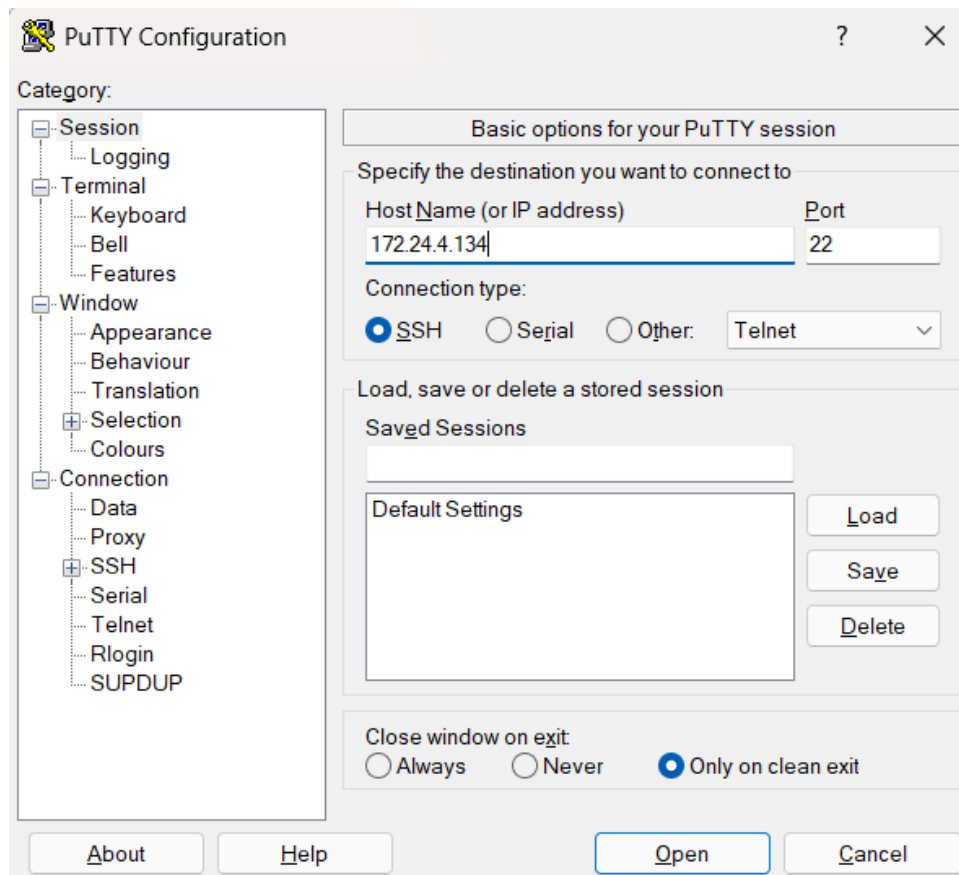 PuTTY Configuration
?
Category:
Session
Logging
Terminal
Keyboard
Bell
Features
Window
Appearance
Behaviour
Translation
Selection
Colours
Connection
Data
Proxy
SSH
Serial
Telnet
Rlogin
SUPDUP
Basic options for your PuTTY session
Specify the destination you want to connect to
Host Name (or IP address) Port
172.24.4.134 22
Connection type:
SSH Serial Other: Telnet
Load, save or delete a stored session
Saved Sessions
Default Settings
Load
Save
Delete
Close window on exit:
Always Never Only on clean exit
About Help Open Cancel